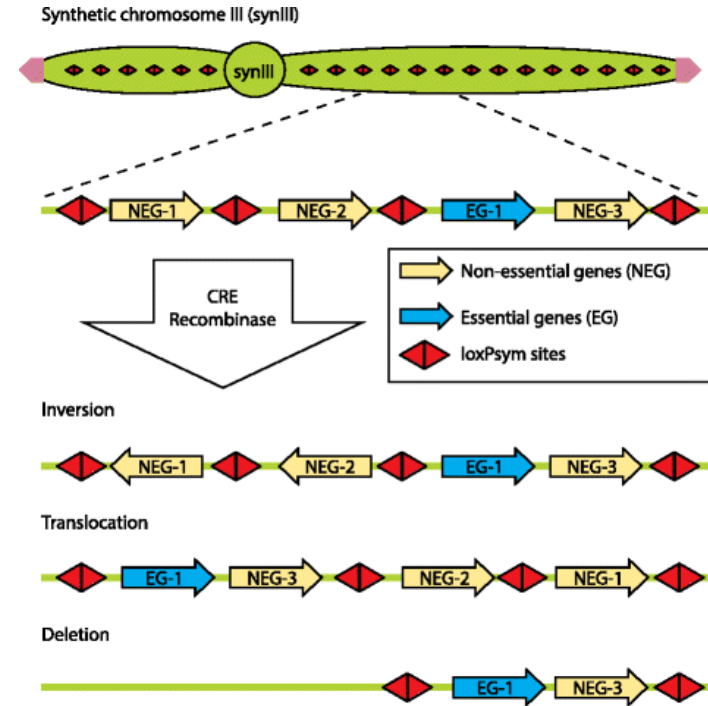 Synthetic chromosome III (synIII)
synIII
NEG-1 NEG-2 EG-1 NEG-3
CRE
Recombinase
Non-essential genes (NEG)
Essential genes (EG)
loxPsym sites
Inversion
NEG-1 NEG-2 EG-1 NEG-3
Translocation
EG-1 NEG-3 NEG-2 NEG-1
Deletion
EG-1 NEG-3